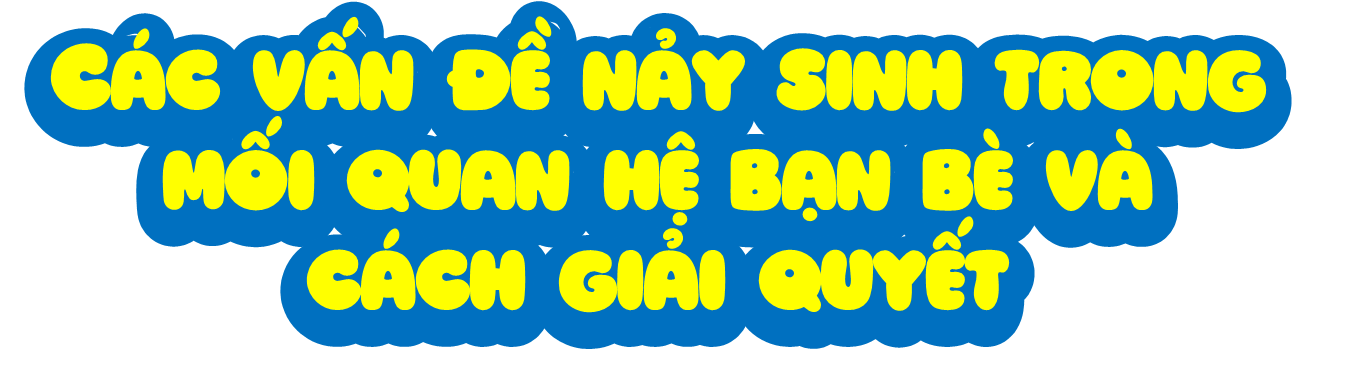 CÁC VẤN ĐỀ NẢY SINH TRONG
MỐI QUAN HỆ BẠN BÈ VÀ
CÁCH GIẢI QUYẾT